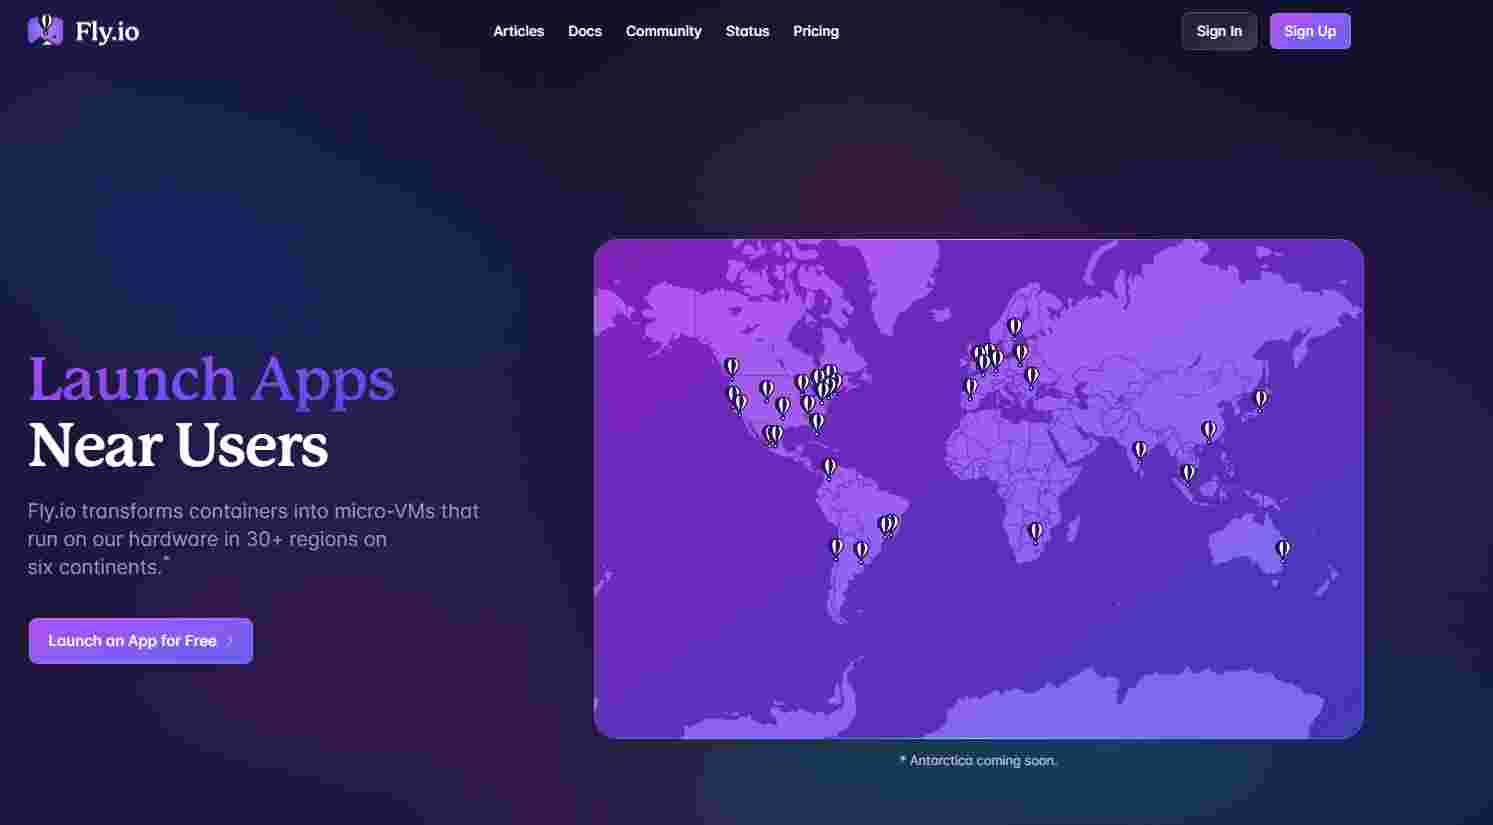 Fly.io
Articles
Docs
Community
Status
Pricing
Sign In
Sign Up
Launch Apps
Near Users
Fly.io transforms containers into micro-VMs that
run on our hardware in 30+ regions on
six continents.*
Launch an App for Free
* Antarctica coming soon.